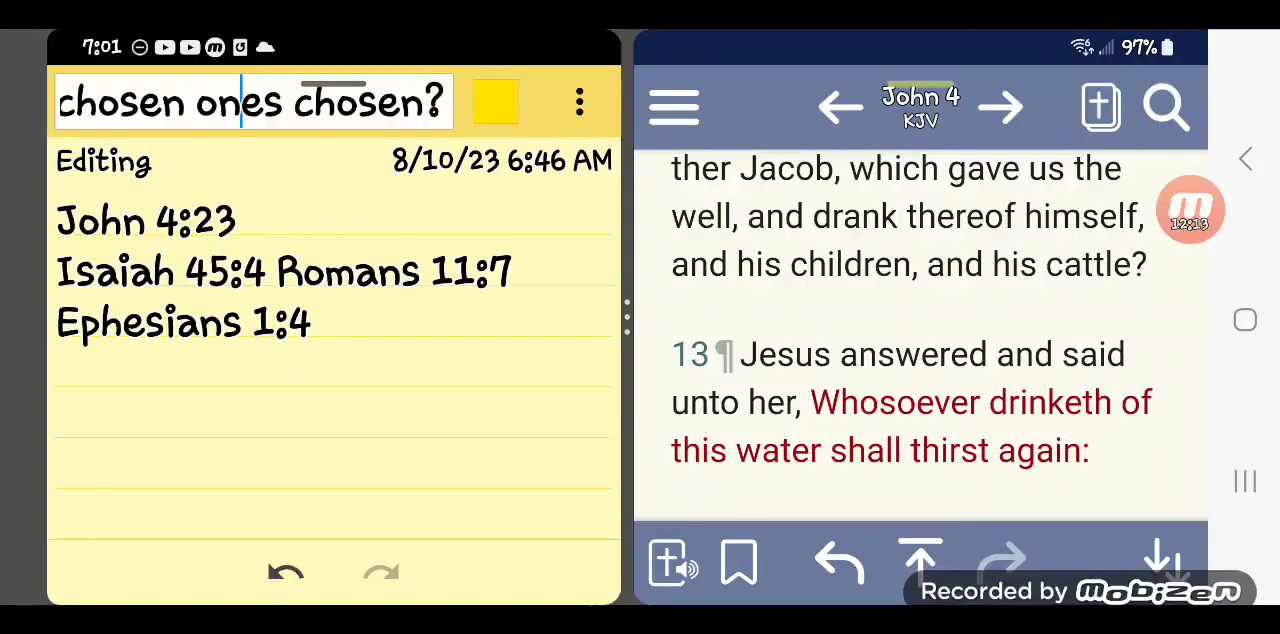 7:01
chosen ones chosen?
Editing 8/10/23 6:46 AM
John 4:23
Isaiah 45:4 Romans 11:7
Ephesians 1:4
97%
John 4
KJV
ther Jacob, which gave us the
well, and drank thereof himself,
and his children, and his cattle?
13 ¶ Jesus answered and said
unto her, Whosoever drinketh of
this water shall thirst again:
12:13
Recorded by mobizen